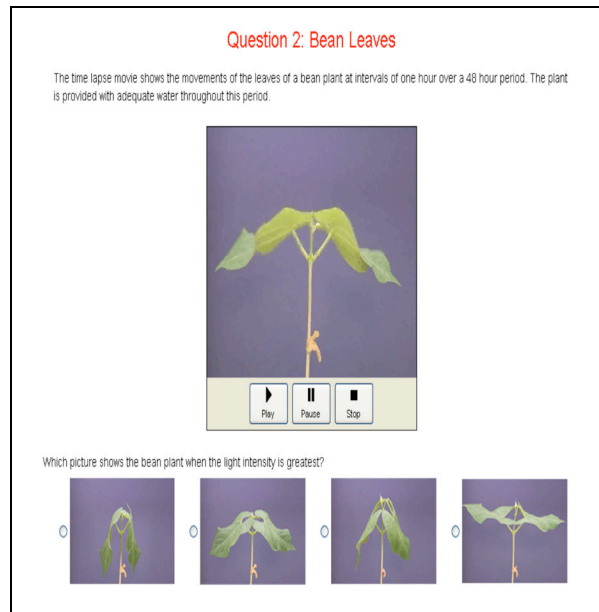 Question 2: Bean Leaves
The time lapse movie shows the movements of the leaves of a bean plant at intervals of one hour over a 48 hour period. The plant
is provided with adequate water throughout this period.
Play Pause Stop
Which picture shows the bean plant when the light intensity is greatest?